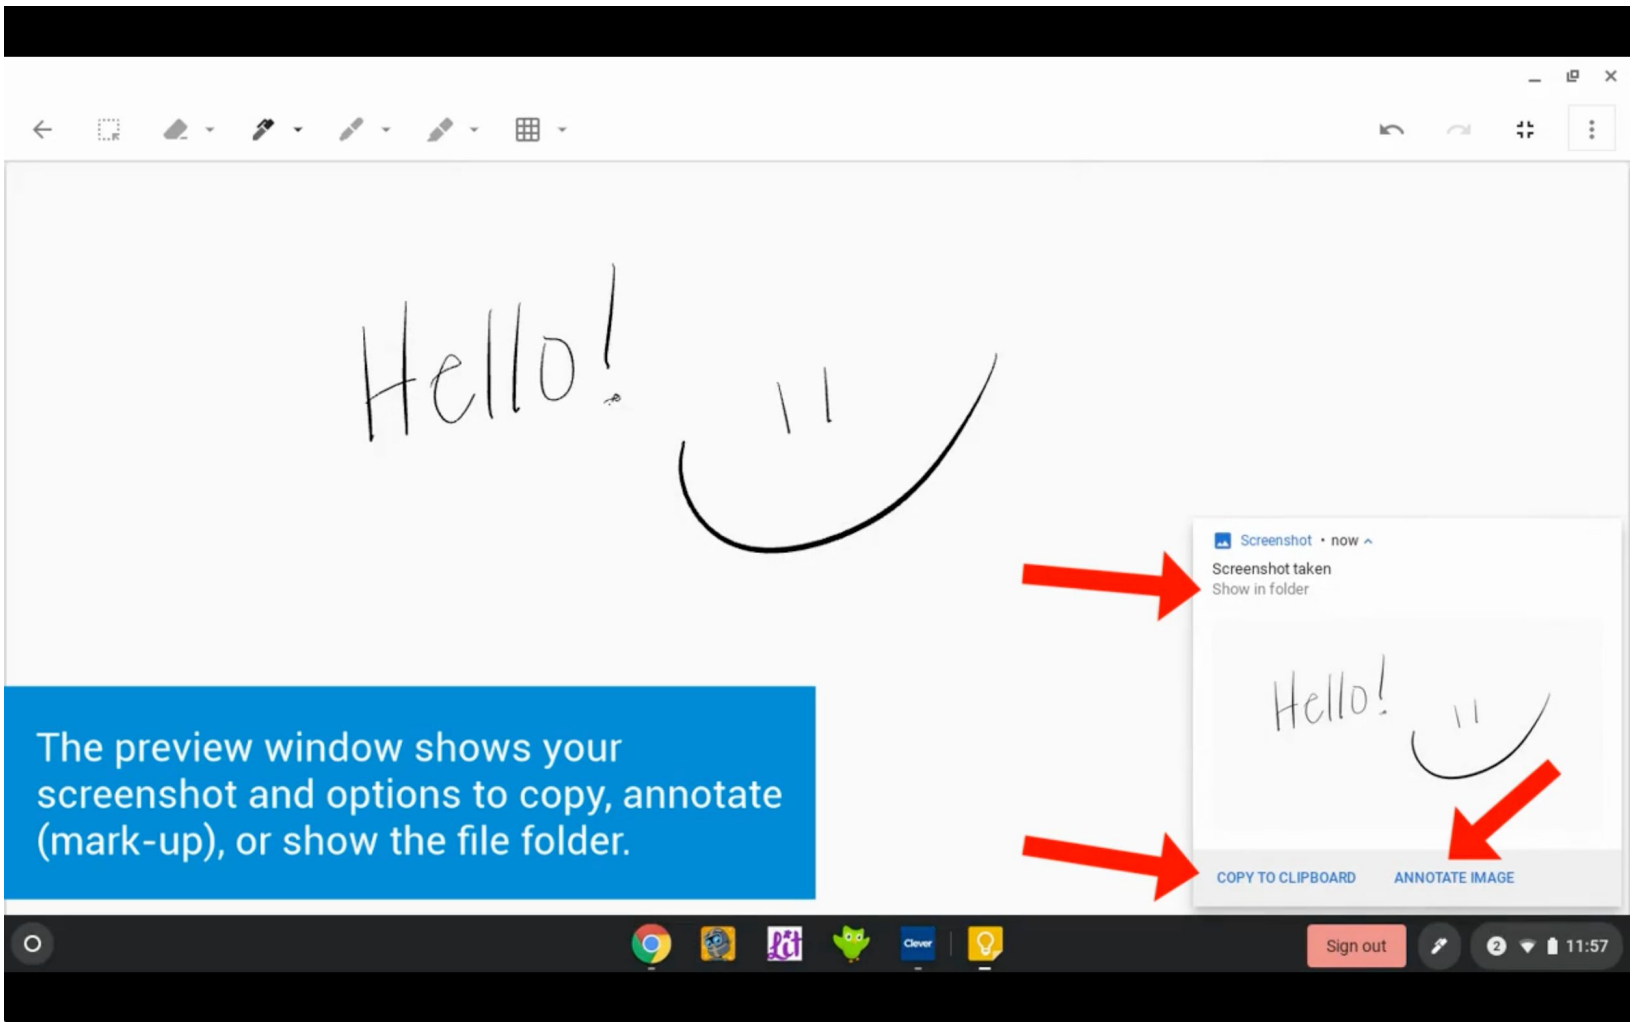 Hello!
Screenshot • now
Screenshot taken
Show in folder
Hello!
The preview window shows your
screenshot and options to copy, annotate
(mark-up), or show the file folder.
COPY TO CLIPBOARD ANNOTATE IMAGE
Lit
Clever
Sign out
2 11:57